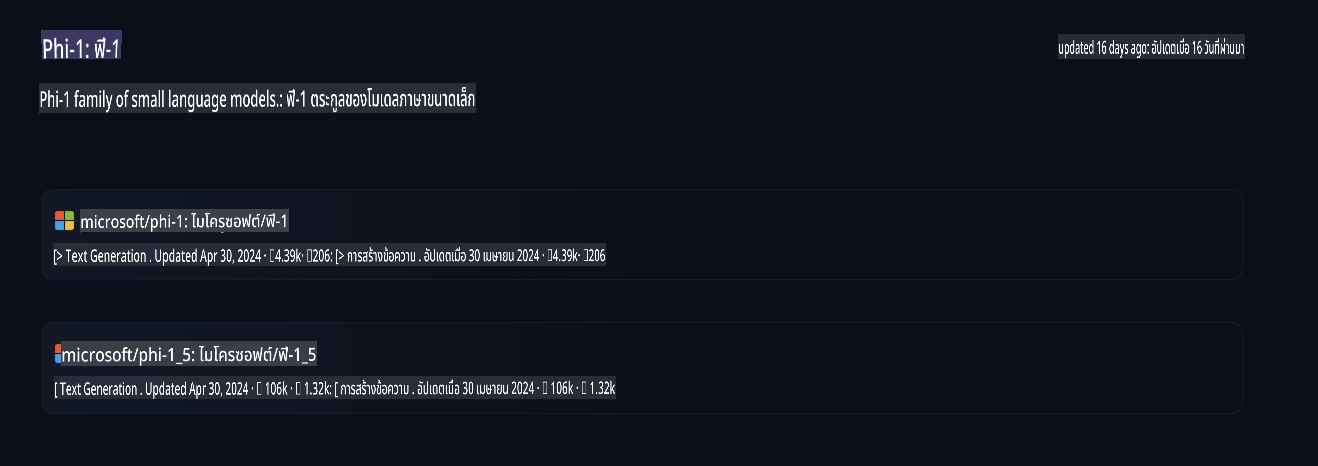 Phi-1: ฟี-1
updated 16 days ago: อัปเดตเมื่อ 16 วันที่ผ่านมา
Phi-1 family of small language models.: ฟี-1 ตระกูลของโมเดลภาษาขนาดเล็ก
microsoft/phi-1: ไมโครซอฟต์/ฟี-1
[> Text Generation . Updated Apr 30, 2024 · 4.39k· 206: [> การสร้างข้อความ . อัปเดตเมื่อ 30 เมษายน 2024 · 4.39k· 206
microsoft/phi-1_5: ไมโครซอฟต์/ฟี-1_5
[ Text Generation . Updated Apr 30, 2024 · 106k · 1.32k: [ การสร้างข้อความ . อัปเดตเมื่อ 30 เมษายน 2024 · 106k · 1.32k